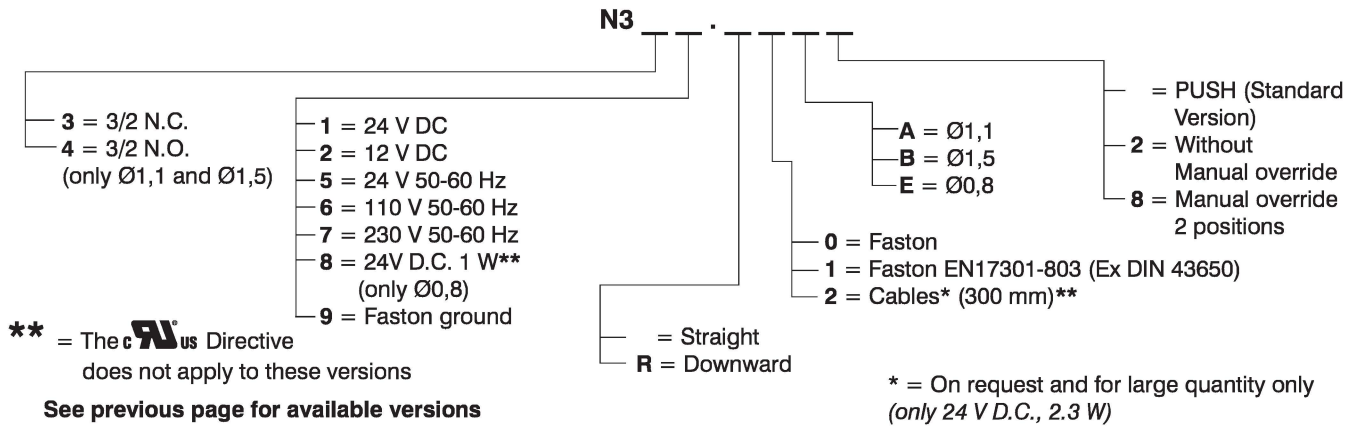 N3 _ _ . _ _ _ _
3 = 3/2 N.C.
4 = 3/2 N.O.
(only Ø1,1 and Ø1,5)
1 = 24 V DC
2 = 12 V DC
5 = 24 V 50-60 Hz
6 = 110 V 50-60 Hz
7 = 230 V 50-60 Hz
8 = 24V D.C. 1 W**
(only Ø0,8)
9 = Faston ground
= Straight
R = Downward
0 = Faston
1 = Faston EN17301-803 (Ex DIN 43650)
2 = Cables* (300 mm)**
A = Ø1,1
B = Ø1,5
E = Ø0,8
= PUSH (Standard
Version)
2 = Without
Manual override
8 = Manual override
2 positions
** = The c RU® us Directive
does not apply to these versions
See previous page for available versions
* = On request and for large quantity only
(only 24 V D.C., 2.3 W)